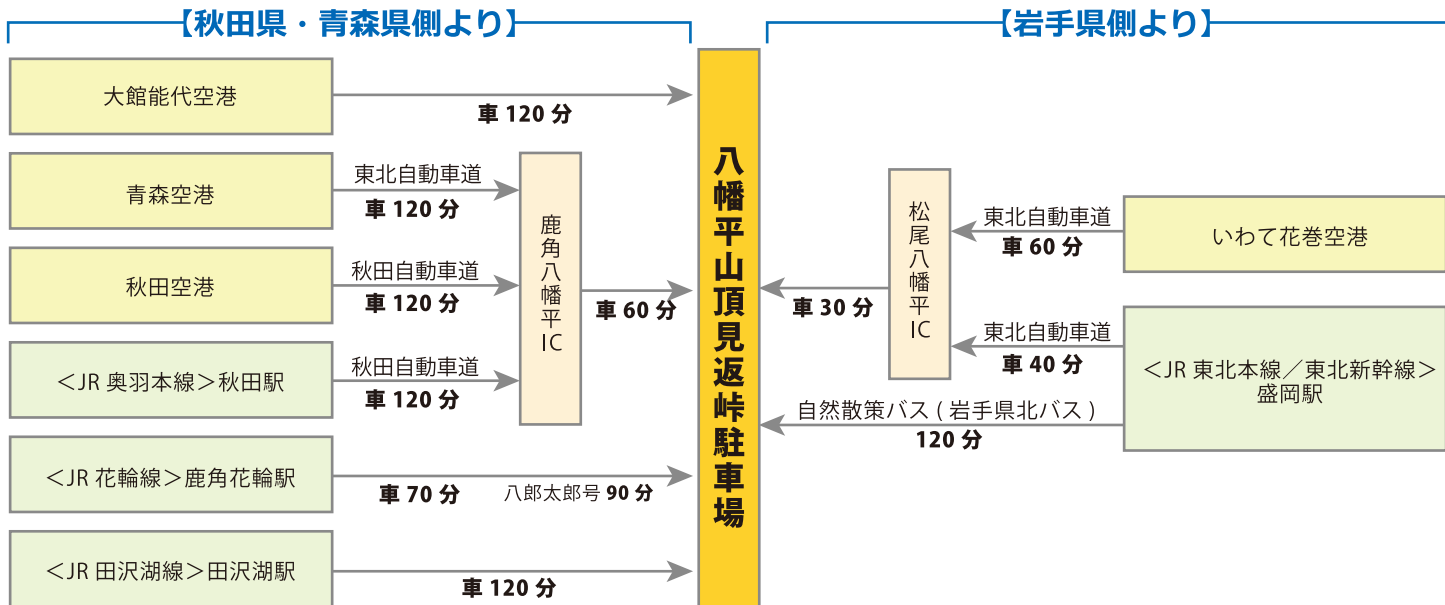 【秋田県・青森県側より】
大館能代空港
車 120 分
青森空港
東北自動車道
車 120 分
秋田空港
秋田自動車道
車 120 分
＜JR 奥羽本線＞秋田駅
秋田自動車道
車 120 分
鹿角八幡平IC
車 60 分
＜JR 花輪線＞鹿角花輪駅
車 70 分
八郎太郎号 90 分
＜JR 田沢湖線＞田沢湖駅
車 120 分
八幡平山頂見返峠駐車場
【岩手県側より】
いわて花巻空港
東北自動車道
車 60 分
松尾八幡平IC
車 30 分
東北自動車道
車 40 分
＜JR 東北本線／東北新幹線＞
盛岡駅
自然散策バス ( 岩手県北バス )
120 分